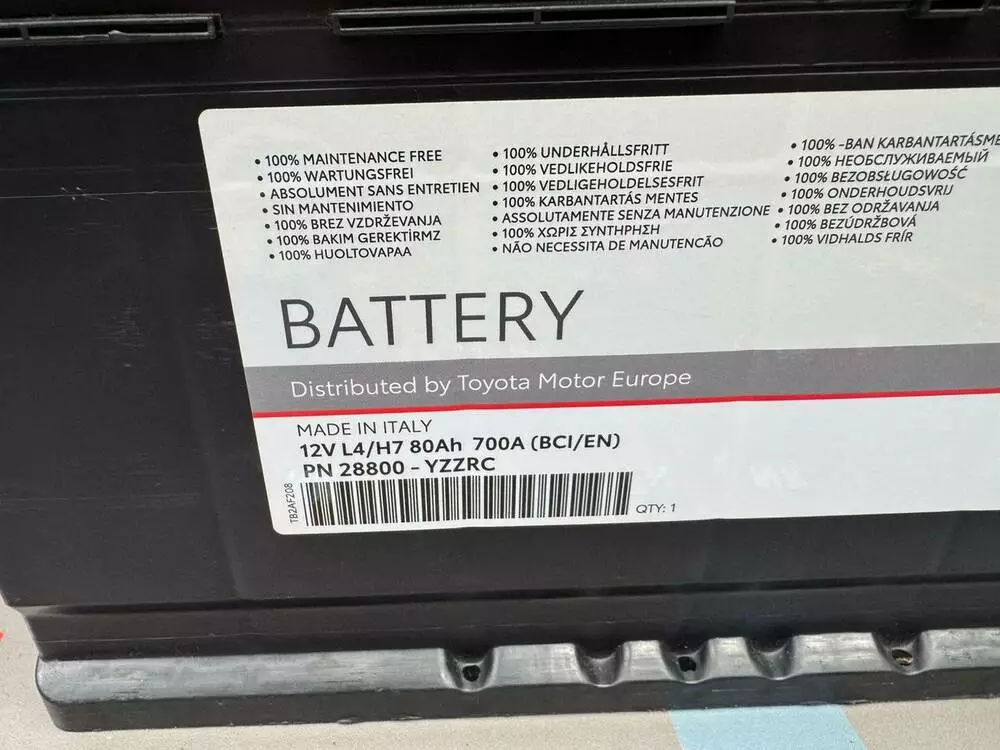 • 100% MAINTENANCE FREE
• 100% WARTUNGSFREI
• ABSOLUMENT SANS ENTRETIEN
• SIN MANTENIMIENTO
• 100% BREZ VZDRŽEVANJA
• 100% BAKIM GEREKTİRMZ
• 100% HUOLTOVAPAA
• 100% UNDERHÅLLSFRITT
• 100% VEDLIKEHOLDSFRIE
• 100% VEDLIGEHOLDELSESFRIT
• 100% KARBANTARTÁS MENTES
• ASSOLUTAMENTE SENZA MANUTENZIONE
• 100% ΧΩΡΙΣ ΣΥΝΤΗΡΗΣΗ
• NÃO NECESSITA DE MANUTENCÃO
• 100% -BAN KARBANTARTÁSME
• 100% НЕОБСЛУЖИВАЕМЫЙ
• 100% BEZOBSŁUGOWOŚĆ
• 100% ONDERHOUDSVRIJ
• 100% BEZ ODRŽAVANJA
• 100% BEZÚDRŽBOVÁ
• 100% VIDHALDS FRÍR
BATTERY
Distributed by Toyota Motor Europe
MADE IN ITALY
12V L4/H7 80Ah 700A (BCI/EN)
PN 28800 - YZZRC
TB2AF208
QTY: 1